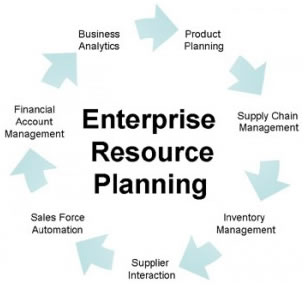 Business
Analytics
Product
Planning
Supply Chain
Management
Inventory
Management
Supplier
Interaction
Sales Force
Automation
Financial
Account
Management
Enterprise
Resource
Planning